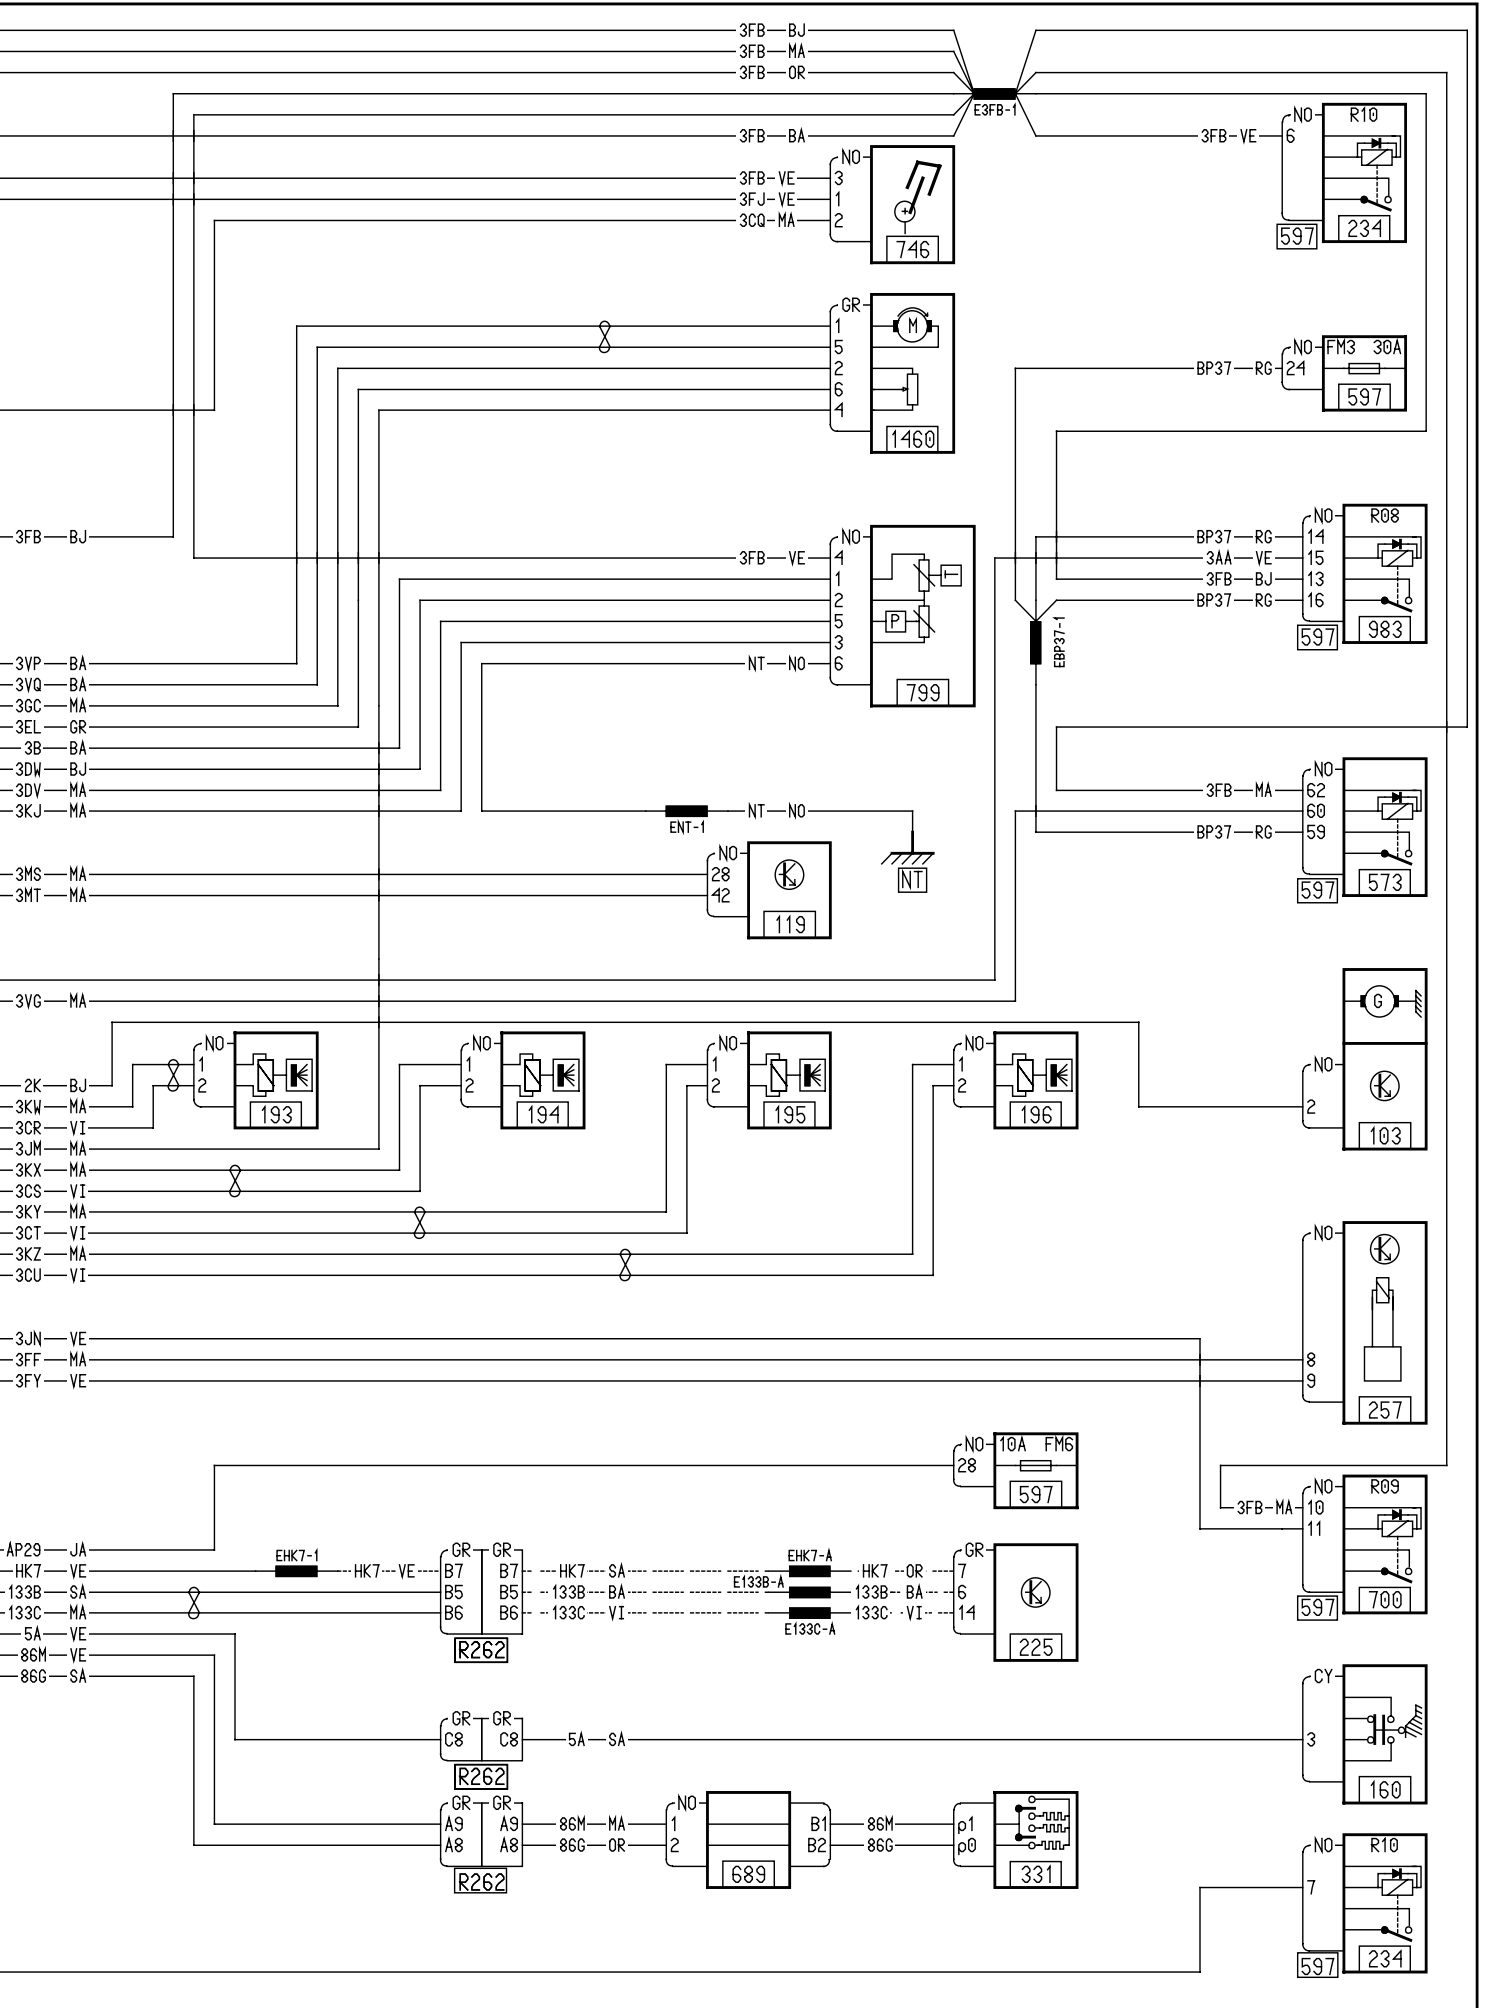 3FB BJ
3FB MA
3FB OR
E3FB-1
3FB BA
3FB-VE
NO
6
R10
234
597
NO
3FB-VE 3
3FJ-VE 1
3CQ-MA 2
746
GR
1
5
2
6
4
M
1460
BP37 RG
NO
24
FM3 30A
597
3FB BJ
NO
3FB VE 4
1
2
5
3
NT NO 6
T
P
799
NO
BP37 RG 14
3AA VE 15
3FB BJ 13
BP37 RG 16
R08
983
597
EBP37-1
3VP BA
3VQ BA
3GC MA
3EL GR
3B BA
3DW BJ
3DV MA
3KJ MA
ENT-1
NT NO
NT
NO
3FB MA 62
60
BP37 RG 59
573
597
3MS MA
3MT MA
NO
28
42
119
3VG MA
G
NO
2
103
NO
1
2
193
NO
1
2
194
NO
1
2
195
NO
1
2
196
2K BJ
3KW MA
3CR VI
3JM MA
3KX MA
3CS VI
3KY MA
3CT VI
3KZ MA
3CU VI
3JN VE
3FF MA
3FY VE
NO
8
9
257
NO
28
10A FM6
597
NO
3FB-MA 10
11
R09
700
597
AP29 JA
HK7 VE
133B SA
133C MA
5A VE
86M VE
86G SA
EHK7-1
HK7 VE
GR GR
B7 B7
B5 B5
B6 B6
R262
HK7 SA
133B BA
133C VI
EHK7-A
E133B-A
E133C-A
HK7 OR
133B BA
133C VI
GR
7
6
14
225
GR GR
C8 C8
R262
5A SA
CY
3
160
GR GR
A9 A9
A8 A8
R262
86M MA
86G OR
NO
1
2
689
B1
B2
86M
86G
p1
p0
331
NO
7
R10
234
597